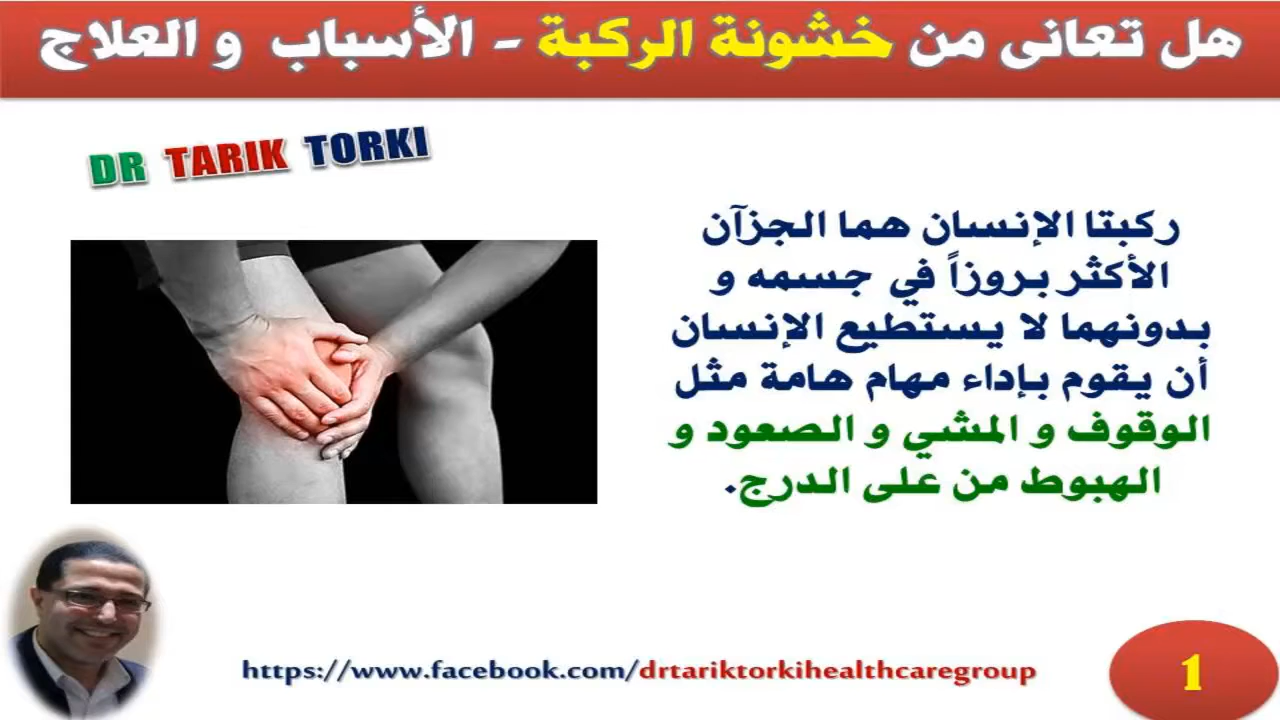 هل تعانى من خشونة الركبة - الأسباب و العلاج
DR TARIK TORKI
ركبتا الإنسان هما الجزآن
الأكثر بروزاً في جسمه و
بدونهما لا يستطيع الإنسان
أن يقوم بإداء مهام هامة مثل
الوقوف و المشي و الصعود و
الهبوط من على الدرج.
https://www.facebook.com/drtariktorkihealthcaregroup
1